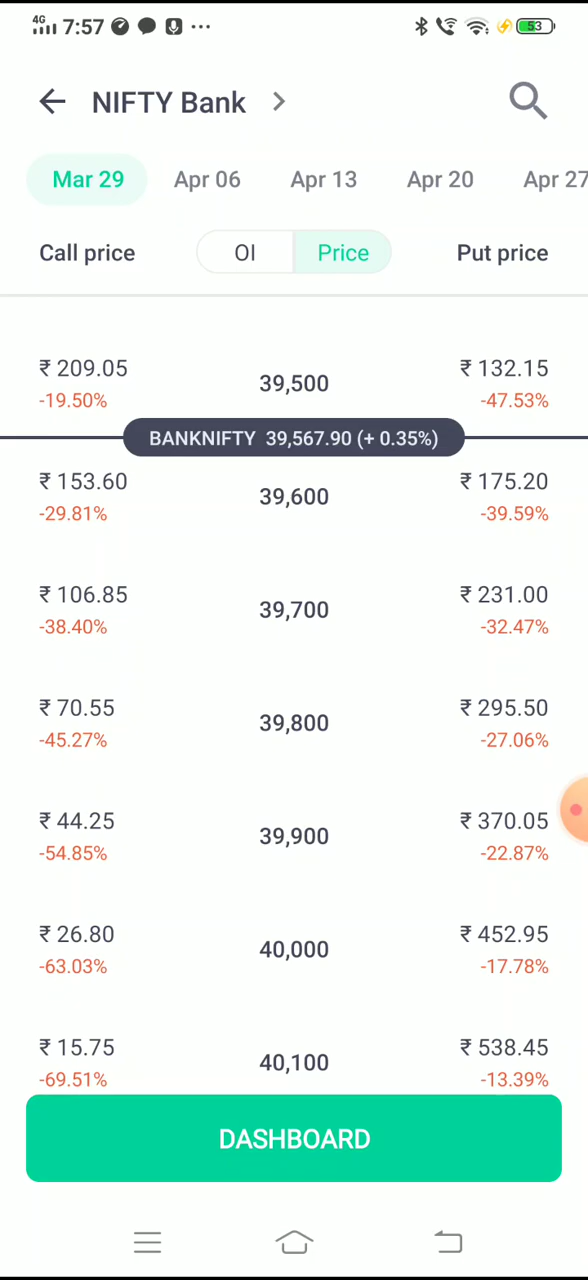 4G 7:57 ... 53
NIFTY Bank >
Mar 29 Apr 06 Apr 13 Apr 20 Apr 27
Call price OI Price Put price
₹ 209.05 39,500 ₹ 132.15
-19.50% -47.53%
BANKNIFTY 39,567.90 (+ 0.35%)
₹ 153.60 39,600 ₹ 175.20
-29.81% -39.59%
₹ 106.85 39,700 ₹ 231.00
-38.40% -32.47%
₹ 70.55 39,800 ₹ 295.50
-45.27% -27.06%
₹ 44.25 39,900 ₹ 370.05
-54.85% -22.87%
₹ 26.80 40,000 ₹ 452.95
-63.03% -17.78%
₹ 15.75 40,100 ₹ 538.45
-69.51% -13.39%
DASHBOARD